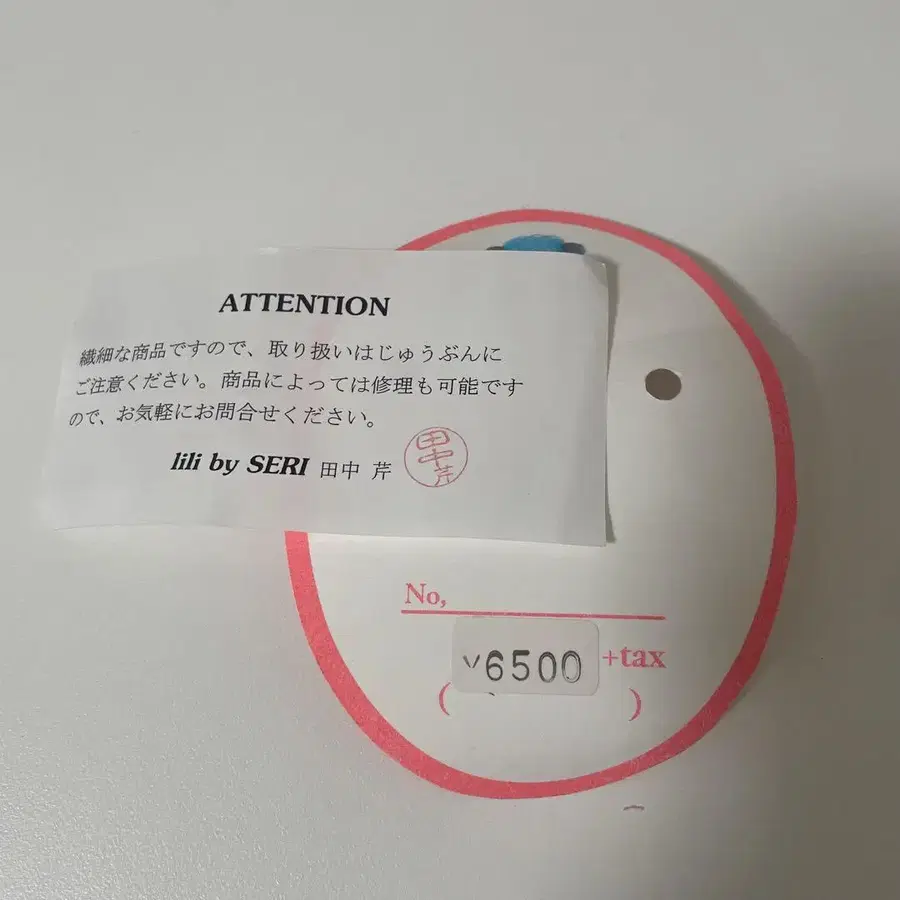 ATTENTION
繊細な商品ですので、取り扱いはじゅうぶんに
ご注意ください。商品によっては修理も可能です
ので、お気軽にお問合せください。
lili by SERI 田中 芹
田中芹
No,
¥6500 +tax
( )